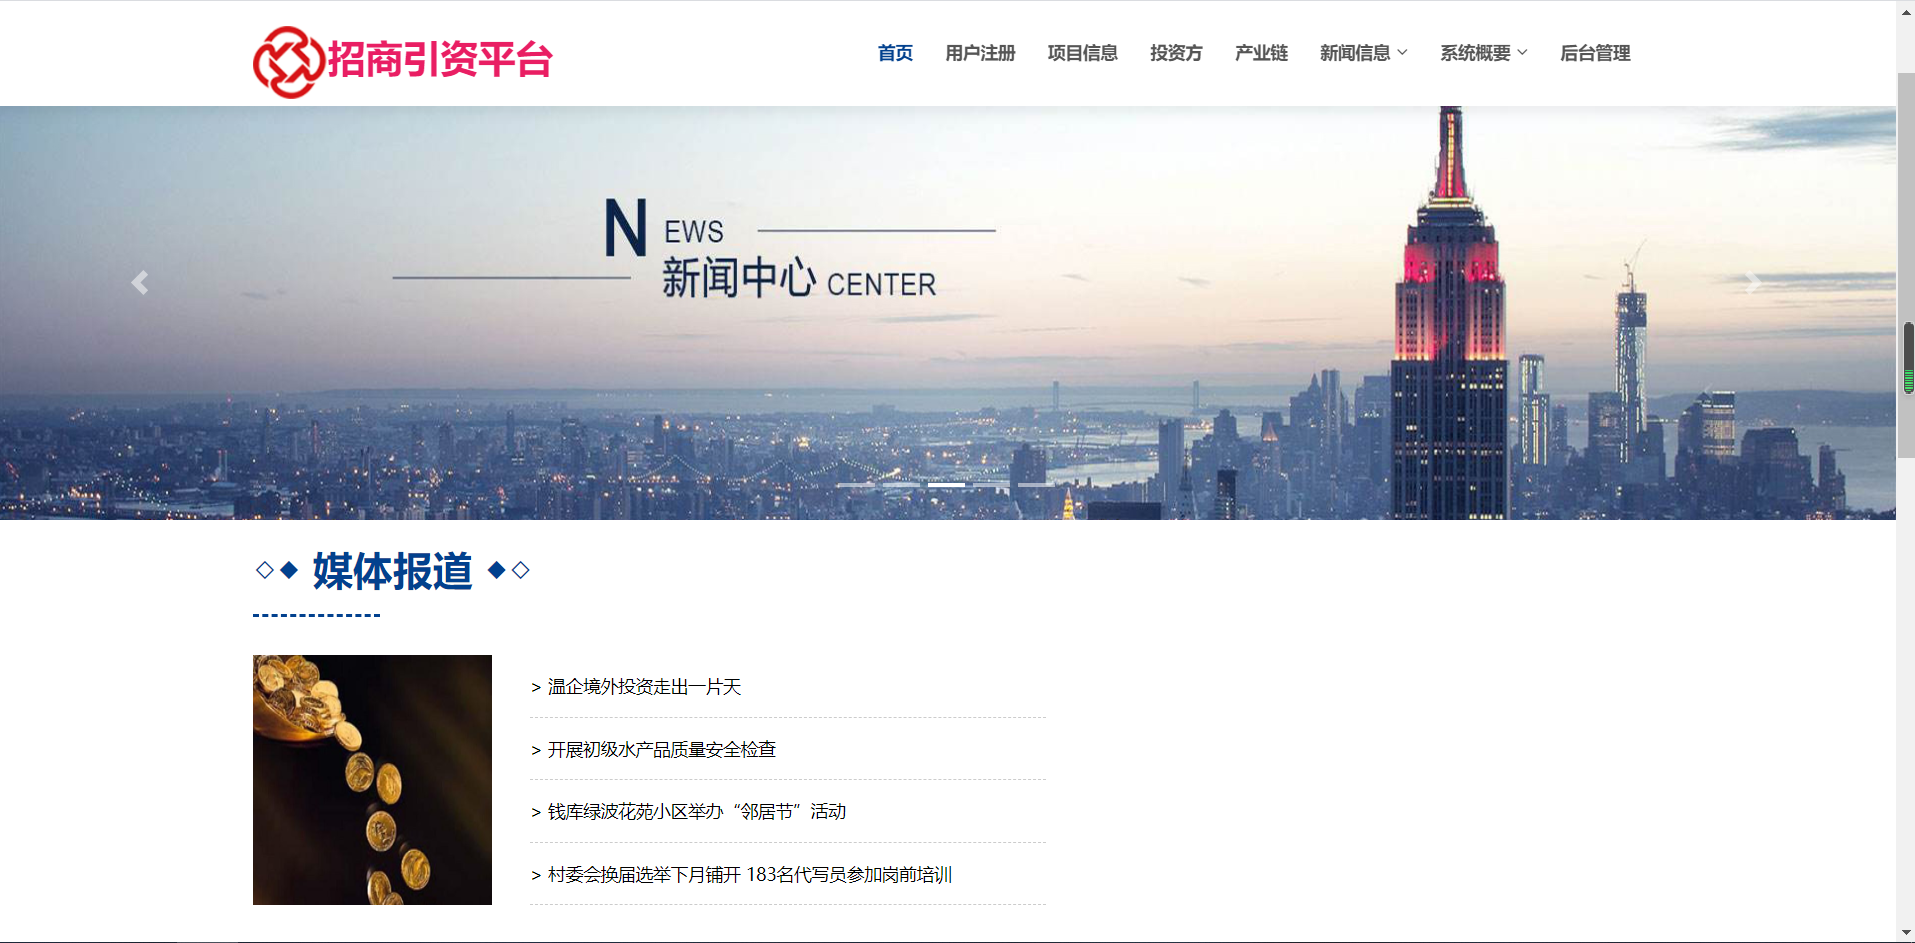 招商引资平台
首页 用户注册 项目信息 投资方 产业链 新闻信息 系统概要 后台管理
NEWS
新闻中心 CENTER
◇◆ 媒体报道 ◆◇
> 温企境外投资走出一片天
> 开展初级水产品质量安全检查
> 钱库绿波花苑小区举办“邻居节”活动
> 村委会换届选举下月铺开 183名代写员参加岗前培训